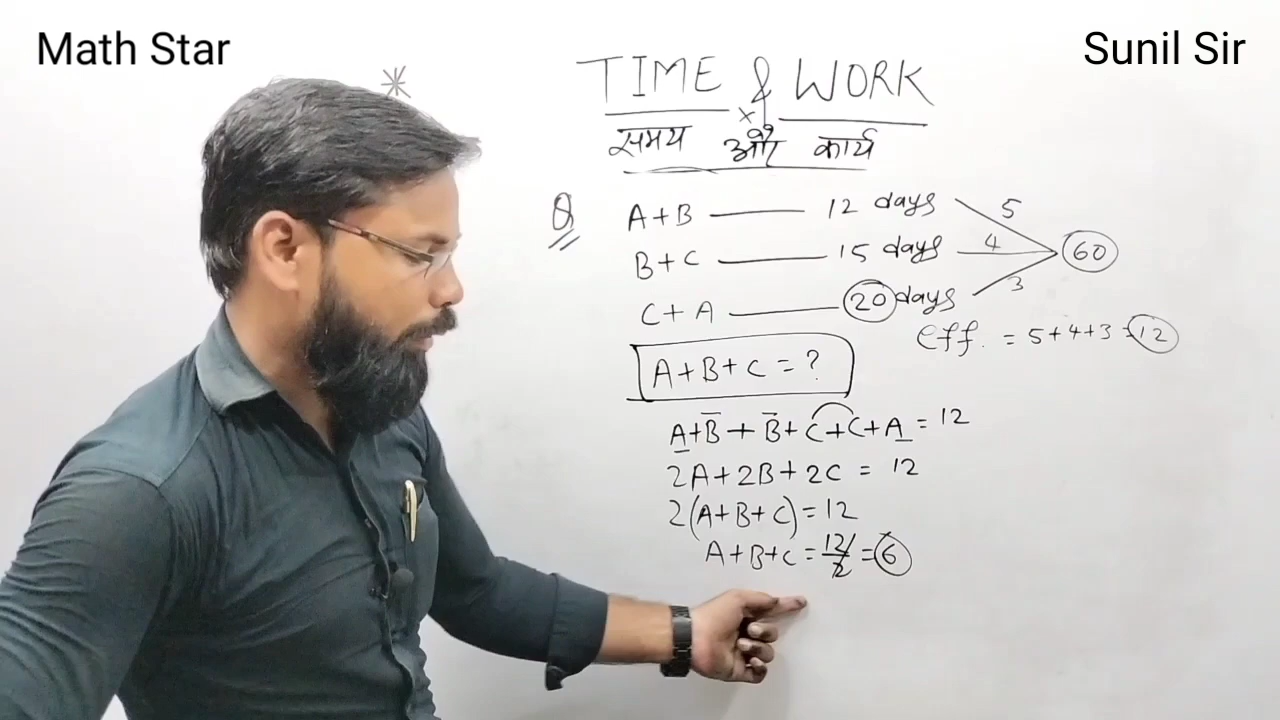 Math Star
Sunil Sir
TIME & WORK
समय और कार्य
Q
A+B —— 12 days 5
B+C —— 15 days 4 60
C+A —— 20 days 3
eff. = 5+4+3 = 12
A+B+C = ?
A+B+B+C+C+A = 12
2A+2B+2C = 12
2(A+B+C) = 12
A+B+C = 12/2 = 6